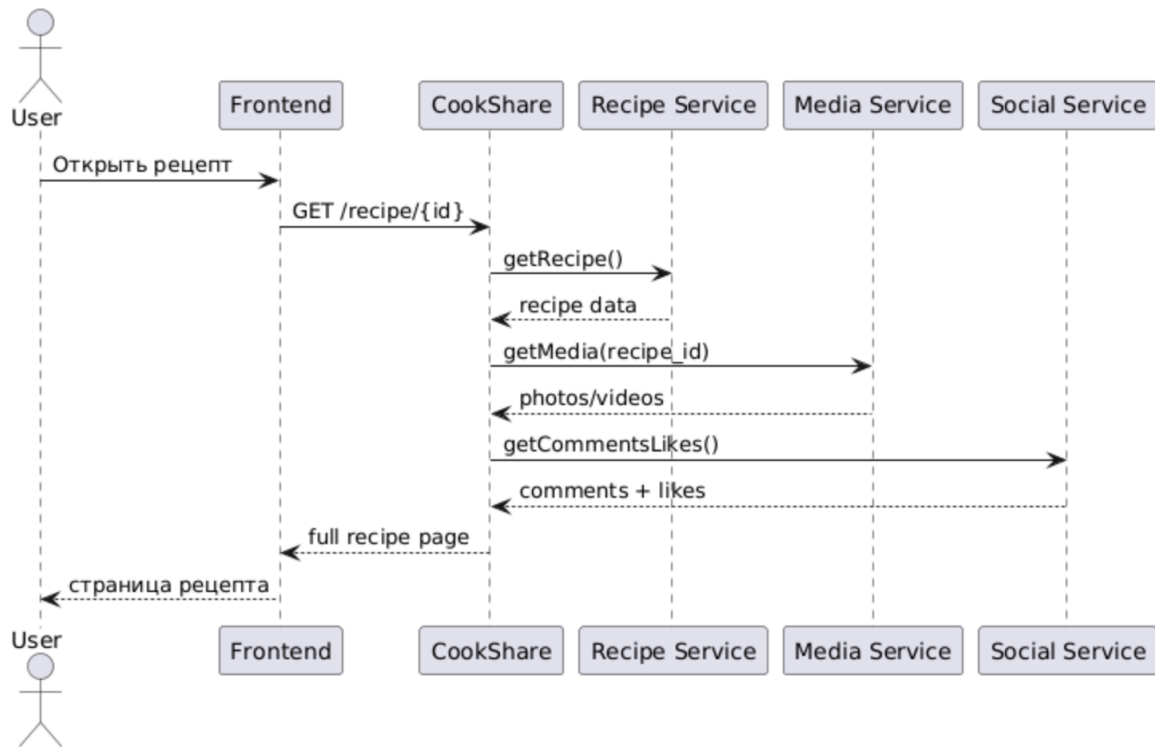 User
Frontend
CookShare
Recipe Service
Media Service
Social Service
Открыть рецепт
GET /recipe/{id}
getRecipe()
recipe data
getMedia(recipe_id)
photos/videos
getCommentsLikes()
comments + likes
full recipe page
страница рецепта
User
Frontend
CookShare
Recipe Service
Media Service
Social Service